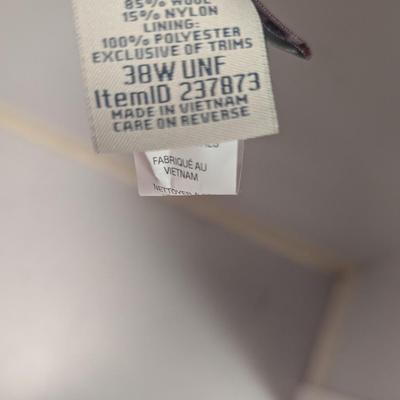 85% WOOL
15% NYLON
LINING:
100% POLYESTER
EXCLUSIVE OF TRIMS
38W UNF
ItemID 237873
MADE IN VIETNAM
CARE ON REVERSE
FABRIQUÉ AU
VIETNAM
NETTOYER